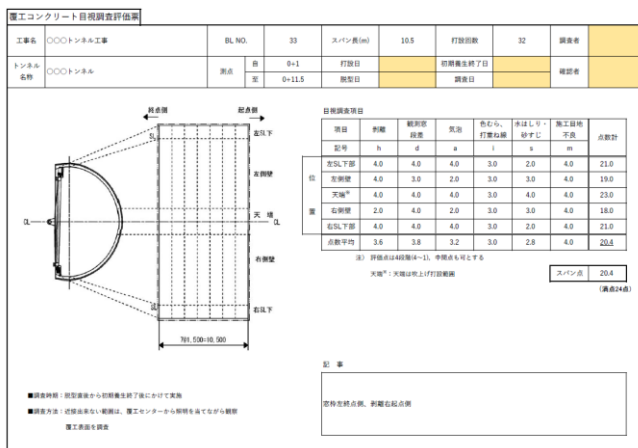 覆工コンクリート目視調査評価票
工事名 ○○○トンネル工事 BL NO. 33 スパン長(m) 10.5 打設回数 32 調査者
トンネル名称 ○○○トンネル 測点 自 0+1 打設日 初期養生終了日 確認者
至 0+11.5 脱型日 調査日
終点側 起点側
SL
左SL下
左側壁
CL 天端 CL
右側壁
SL
右SL下
7@1,500=10,500
目視調査項目
項目 剥離 観測窓段差 気泡 色むら、打重ね線 水はしり・砂すじ 施工目地不良 点数計
記号 h d a i s m
位置
左SL下部 4.0 4.0 4.0 3.0 2.0 4.0 21.0
左側壁 4.0 3.0 2.0 3.0 3.0 4.0 19.0
天端※ 4.0 4.0 4.0 3.0 4.0 4.0 23.0
右側壁 2.0 4.0 2.0 3.0 3.0 4.0 18.0
右SL下部 4.0 4.0 4.0 3.0 2.0 4.0 21.0
点数平均 3.6 3.8 3.2 3.0 2.8 4.0 20.4
注) 評価点は4段階(4~1)、中間点も可とする
天端※:天端は吹上げ打設範囲
スパン点 20.4
(満点24点)
記 事
窓枠左終点側、剥離右起点側
■調査時期:脱型直後から初期養生終了後にかけて実施
■調査方法:近接出来ない範囲は、覆工センターから照明を当てながら観察
覆工表面を調査